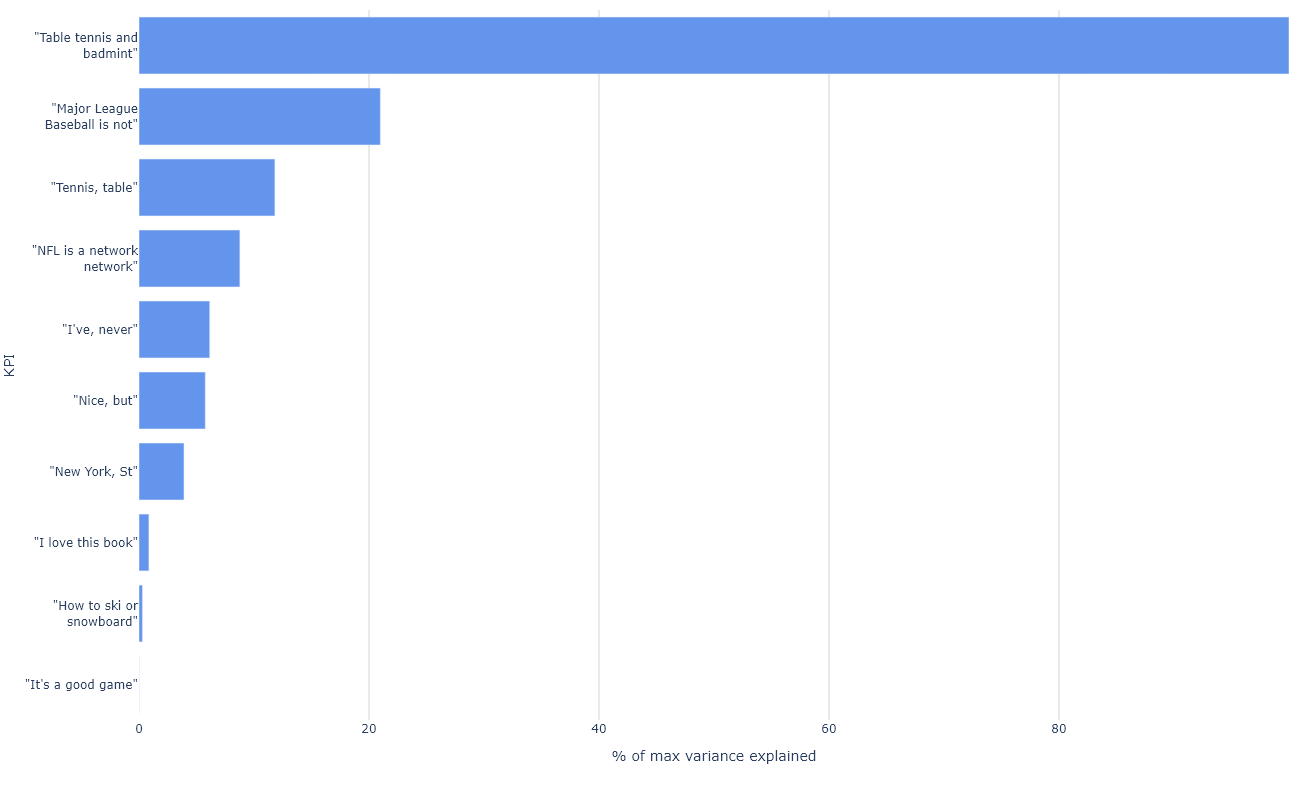 "Table tennis and
badmint"
"Major League
Baseball is not"
"Tennis, table"
"NFL is a network
network"
"I've, never"
KPI
"Nice, but"
"New York, St"
"I love this book"
"How to ski or
snowboard"
"It's a good game"
0 20 40 60 80
% of max variance explained